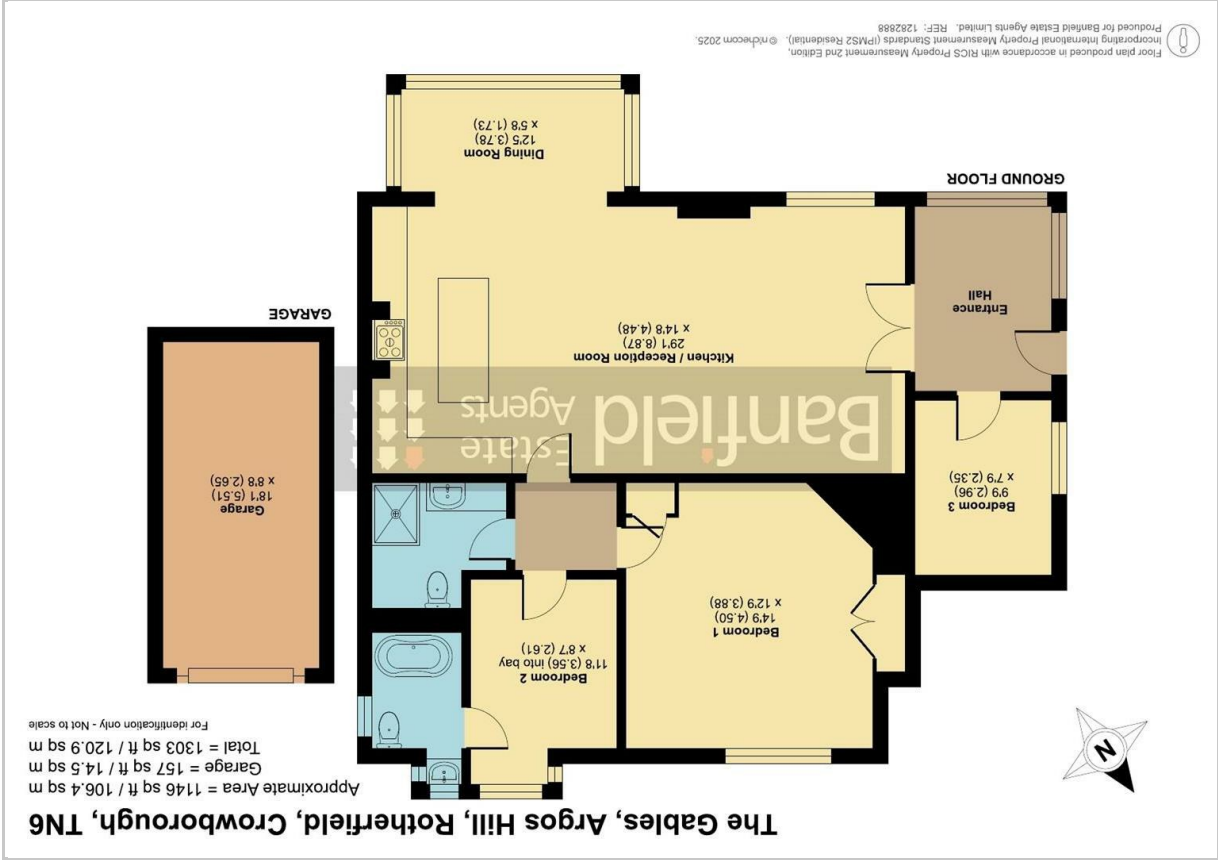 The Gables, Argos Hill, Rotherfield, Crowborough, TN6
Approximate Area = 1146 sq ft / 106.4 sq m
Garage = 157 sq ft / 14.5 sq m
Total = 1303 sq ft / 120.9 sq m
For identification only - Not to scale
N
Bedroom 1
14'9 (4.50)
x 12'9 (3.88)
Bedroom 2
11'8 (3.56) into bay
x 8'7 (2.61)
Bedroom 3
9'9 (2.96)
x 7'9 (2.35)
Garage
18'1 (5.51)
x 8'8 (2.65)
Banfield
Estate
Agents
Kitchen / Reception Room
29'1 (8.87)
x 14'8 (4.48)
Entrance
Hall
GARAGE
GROUND FLOOR
Dining Room
12'5 (3.78)
x 5'8 (1.73)
Floor plan produced in accordance with RICS Property Measurement 2nd Edition,
Incorporating International Property Measurement Standards (IPMS2 Residential). © nichecom 2025.
Produced for Banfield Estate Agents Limited. REF: 1282888